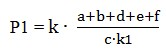 P1 = k · (a+b+d+e+f)/(c·k1)